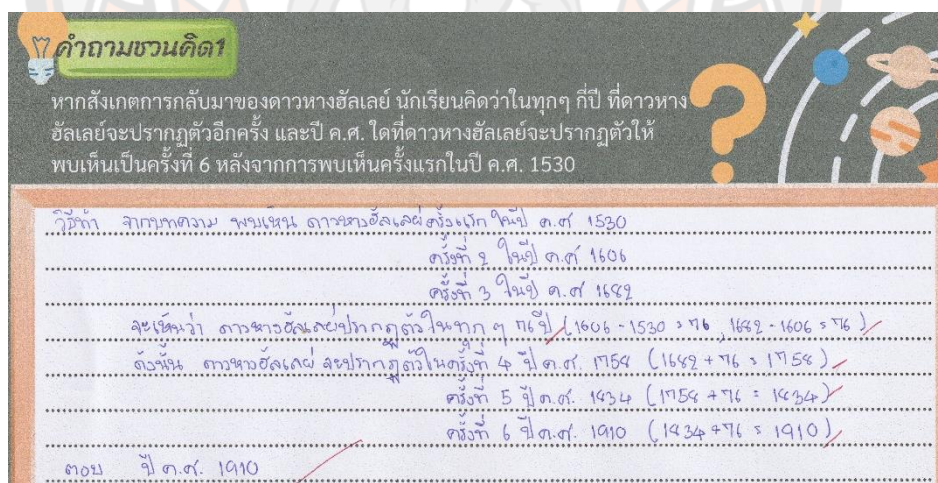 คำถามชวนคิด1
หากสังเกตการกลับมาของดาวหางฮัลเลย์ นักเรียนคิดว่าในทุกๆ กี่ปี ที่ดาวหาง
ฮัลเลย์จะปรากฏตัวอีกครั้ง และปี ค.ศ. ใดที่ดาวหางฮัลเลย์จะปรากฏตัวให้
พบเห็นเป็นครั้งที่ 6 หลังจากการพบเห็นครั้งแรกในปี ค.ศ. 1530
วิธีทำ จากบทความ พบเห็น ดาวหางฮัลเลย์ครั้งแรก ในปี ค.ศ 1530
ครั้งที่ 2 ในปี ค.ศ 1606
ครั้งที่ 3 ในปี ค.ศ 1682
จะเห็นว่า ดาวหางฮัลเลย์ปรากฏตัวในทุก ๆ 76 ปี (1606 - 1530 = 76, 1682 - 1606 = 76)
ดังนั้น ดาวหางฮัลเลย์ จะปรากฏตัวในครั้งที่ 4 ปี ค.ศ. 1758 (1682 + 76 = 1758)
ครั้งที่ 5 ปี ค.ศ. 1834 (1758 + 76 = 1834)
ครั้งที่ 6 ปี ค.ศ. 1910 (1834 + 76 = 1910)
ตอบ ปี ค.ศ. 1910